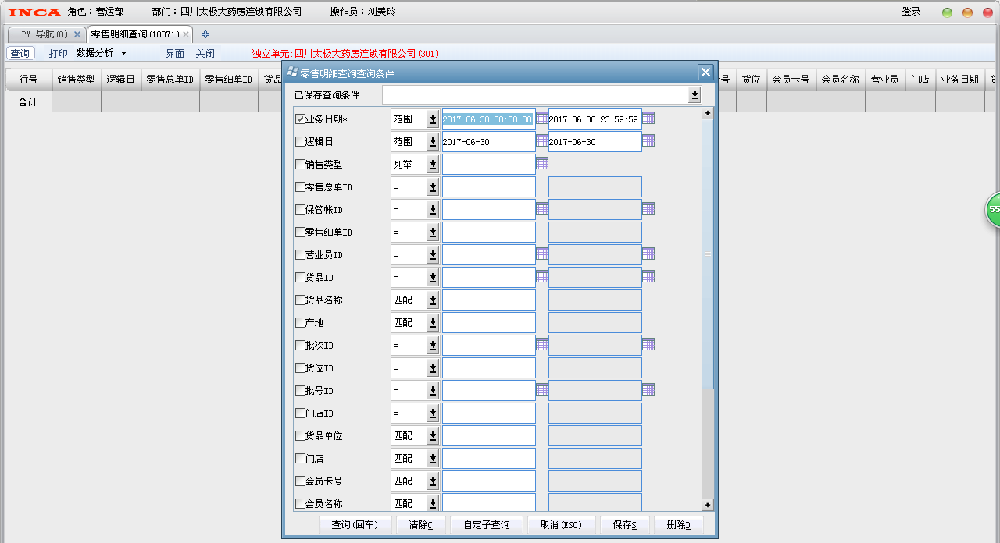 INCA 角色：营运部 部门：四川太极大药房连锁有限公司 操作员：刘美玲 登录
PM-导航(0) 零售明细查询(10071)
查询 打印 数据分析 界面 关闭 独立单元:四川太极大药房连锁有限公司(301)
行号 销售类型 逻辑日 零售总单ID 零售细单ID 货品 货位 会员卡号 会员名称 营业员 门店 业务日期
合计
零售明细查询查询条件
已保存查询条件
业务日期* 范围 2017-06-30 00:00:00 2017-06-30 23:59:59
逻辑日 范围 2017-06-30 2017-06-30
销售类型 列举
零售总单ID =
保管帐ID =
零售细单ID =
营业员ID =
货品ID =
货品名称 匹配
产地 匹配
批次ID =
货位ID =
批号ID =
门店ID =
货品单位 匹配
门店 匹配
会员卡号 匹配
会员名称 匹配
查询(回车) 清除C 自定子查询 取消(ESC) 保存S 删除D
55